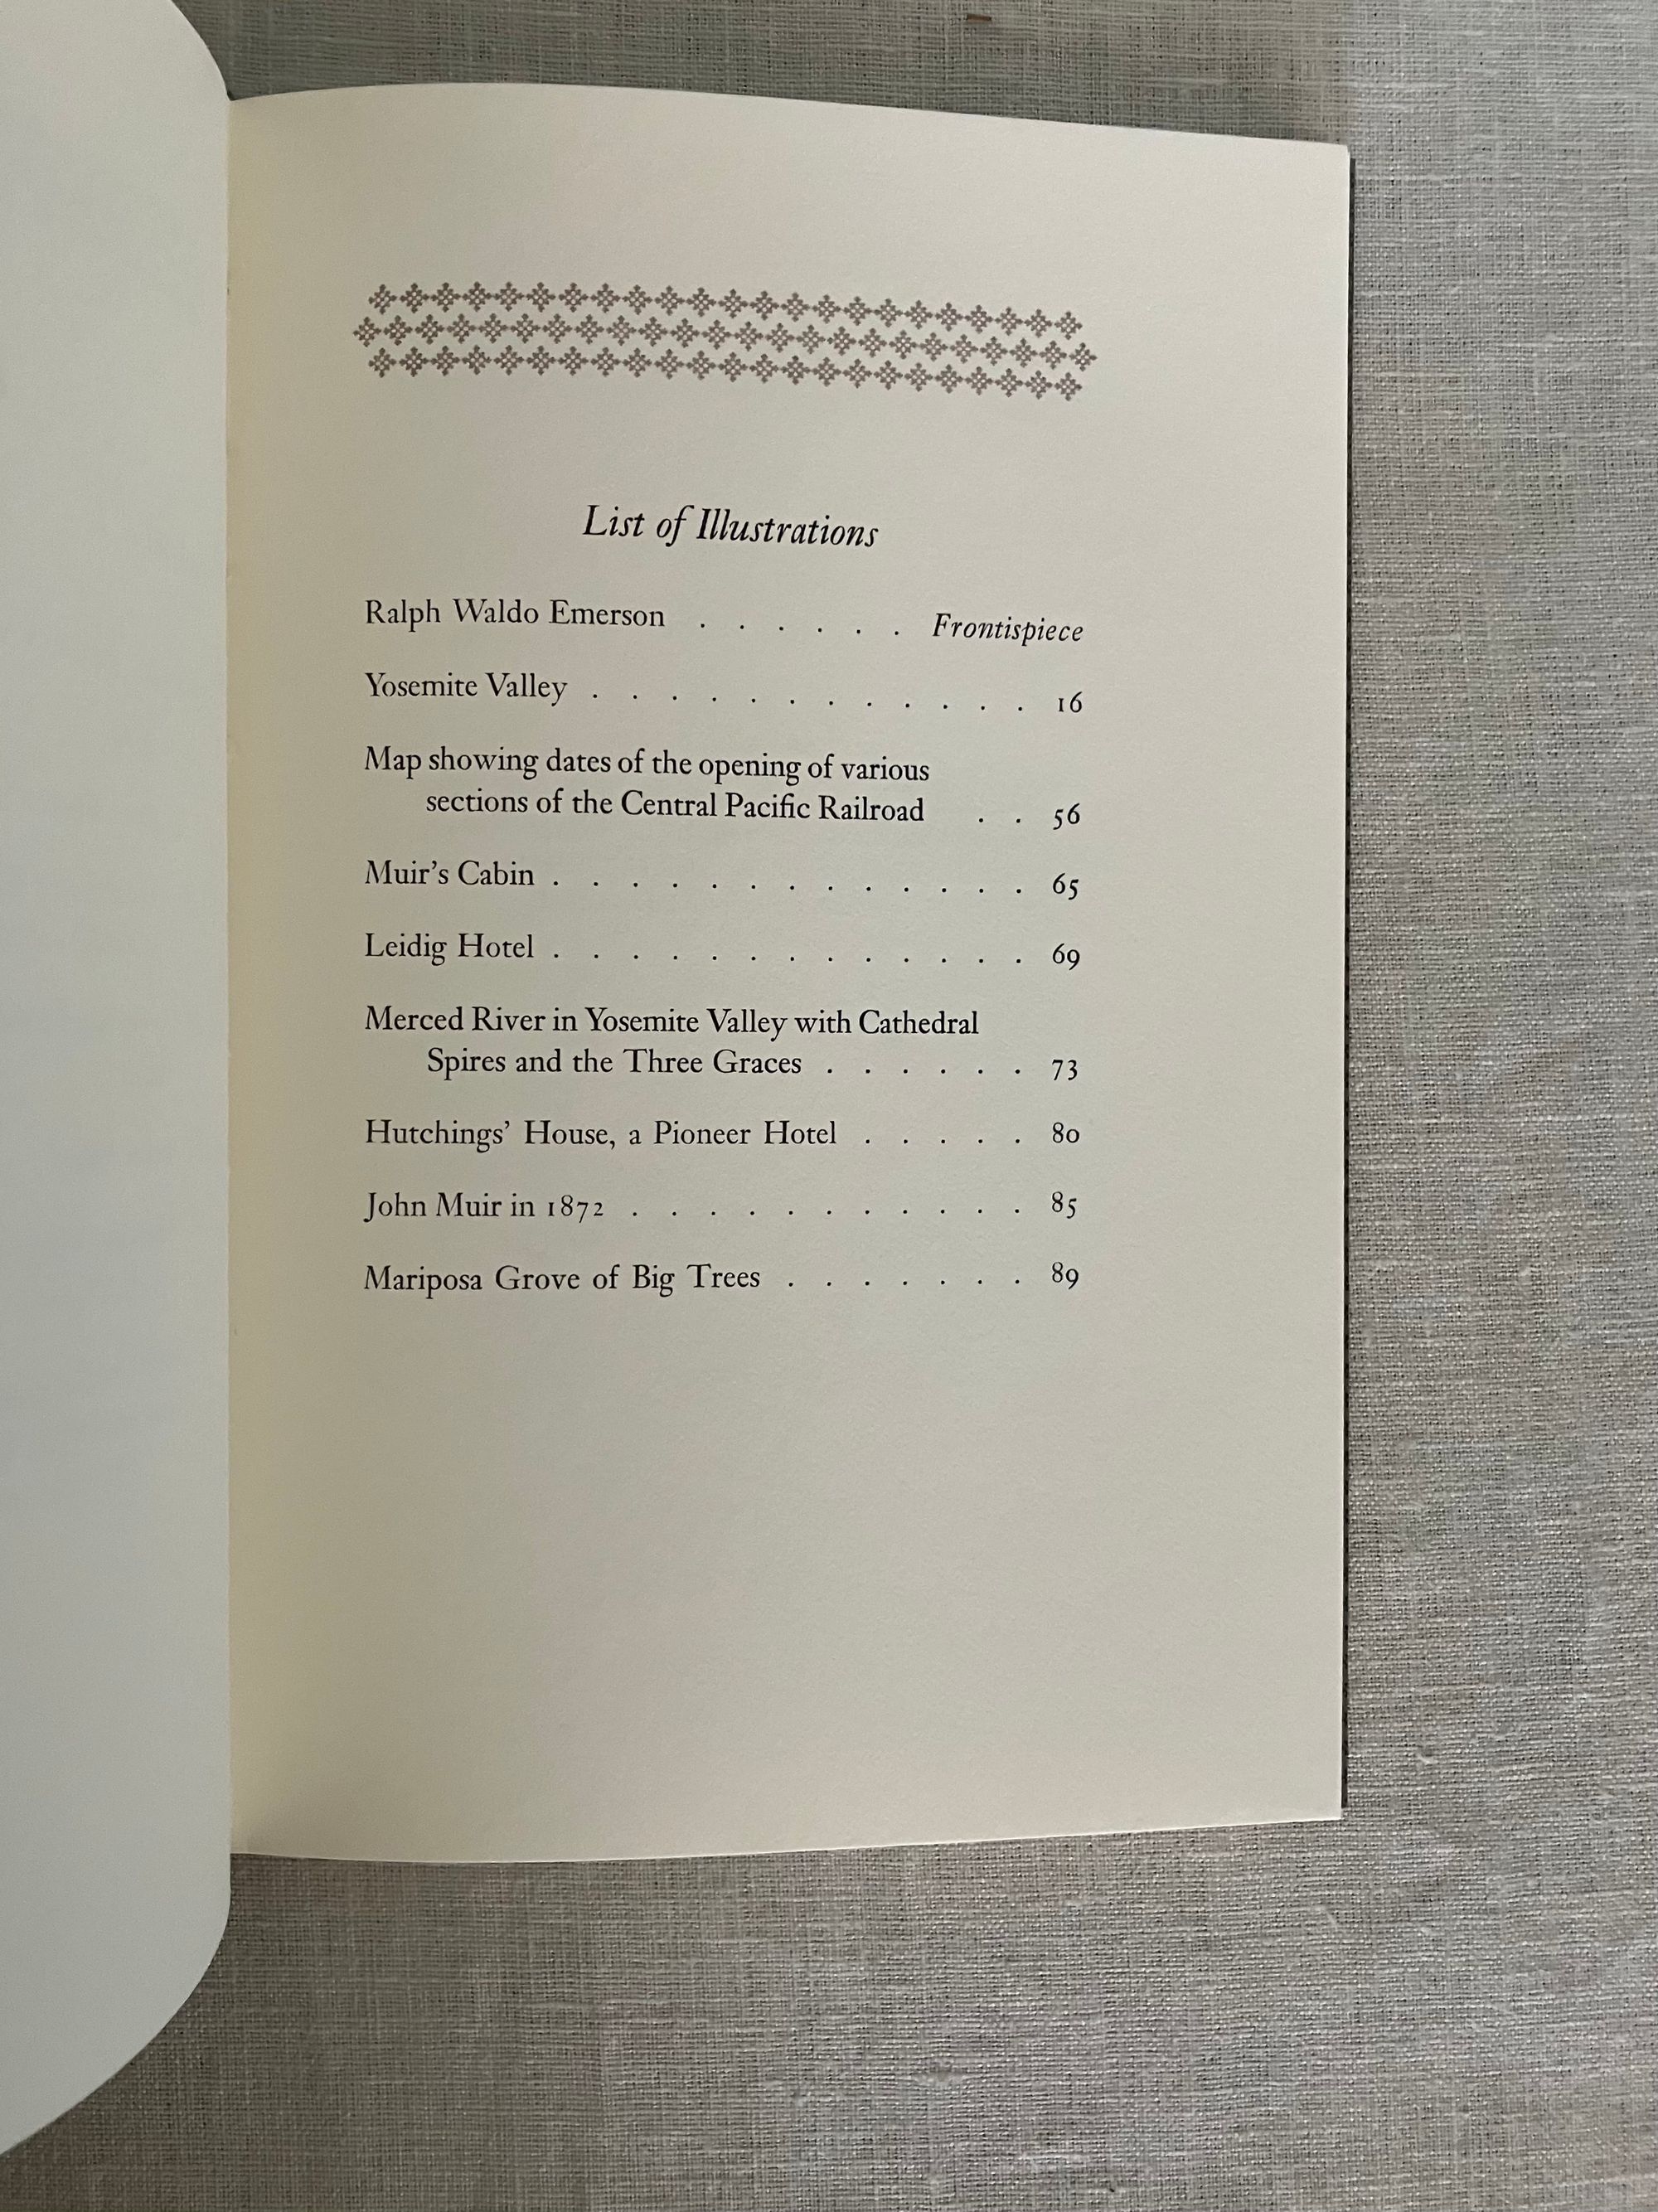 List of Illustrations
Ralph Waldo Emerson . . . . . . Frontispiece
Yosemite Valley . . . . . . . . . . . . 16
Map showing dates of the opening of various
sections of the Central Pacific Railroad . . 56
Muir's Cabin . . . . . . . . . . . . . 65
Leidig Hotel . . . . . . . . . . . . . 69
Merced River in Yosemite Valley with Cathedral
Spires and the Three Graces . . . . . . 73
Hutchings' House, a Pioneer Hotel . . . . . 80
John Muir in 1872 . . . . . . . . . . . 85
Mariposa Grove of Big Trees . . . . . . . 89